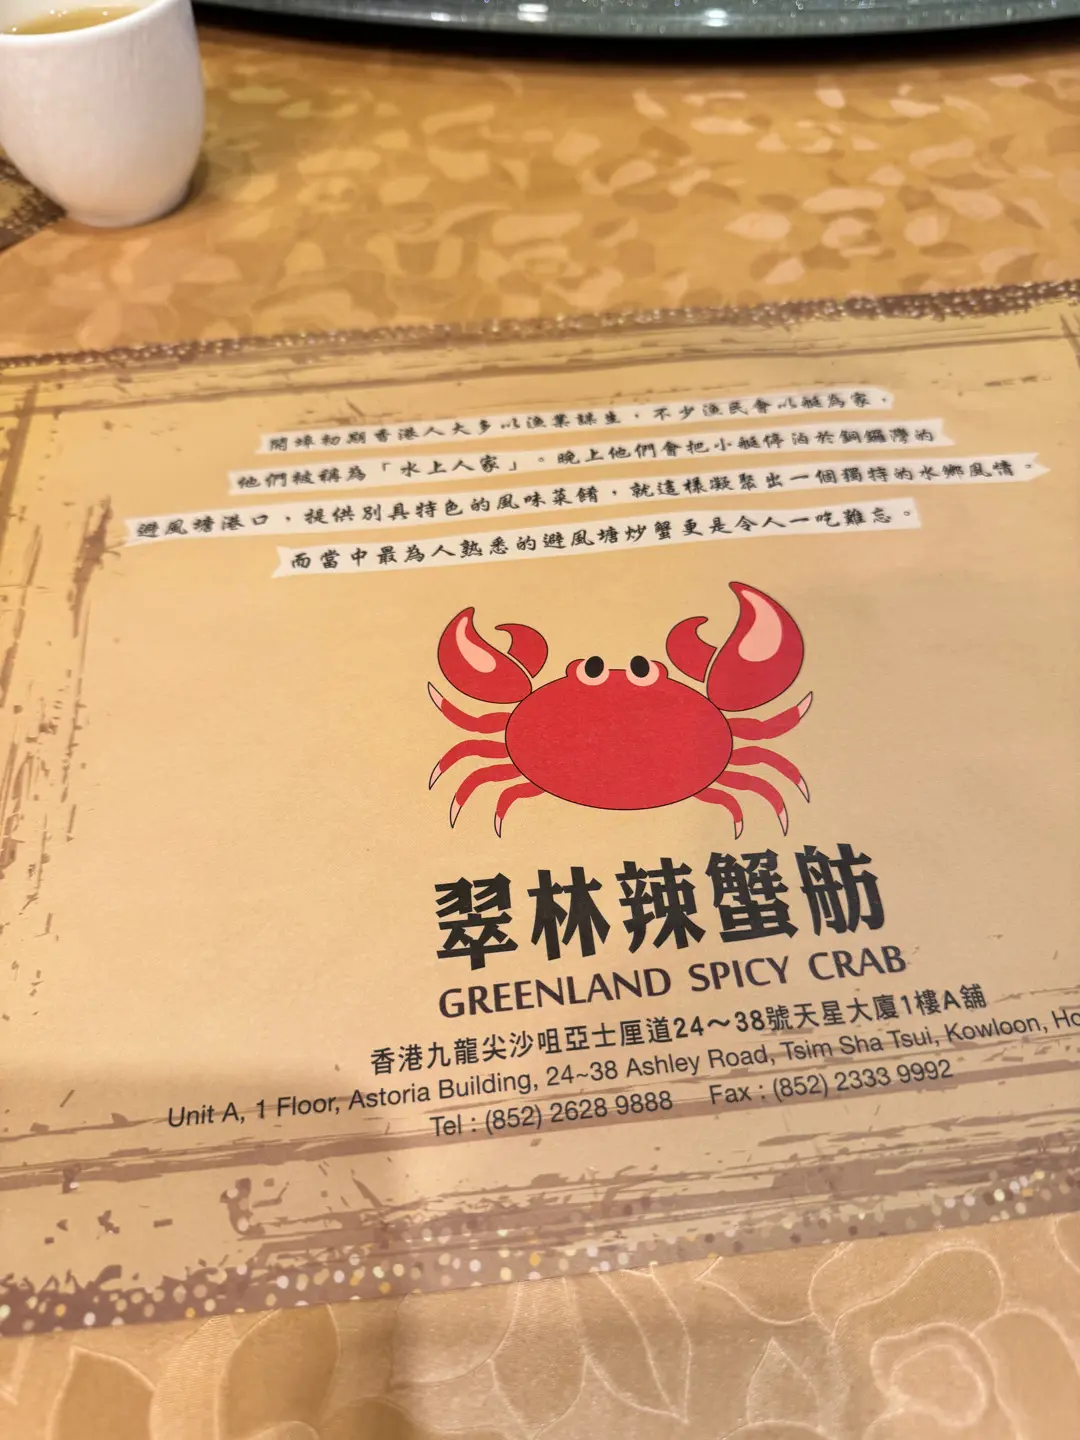 開埠初期香港人大多以漁業謀生，不少漁民會以艇為家，
他們被稱為「水上人家」。晚上他們會把小艇停泊於銅鑼灣的
避風塘港口，提供別具特色的風味菜餚，就這樣凝聚出一個獨特的水鄉風情。
而當中最為人熟悉的避風塘炒蟹更是令人一吃難忘。
翠林辣蟹舫
GREENLAND SPICY CRAB
香港九龍尖沙咀亞士厘道24～38號天星大廈1樓A舖
Unit A, 1 Floor, Astoria Building, 24~38 Ashley Road, Tsim Sha Tsui, Kowloon, Ho
Tel : (852) 2628 9888 Fax : (852) 2333 9992